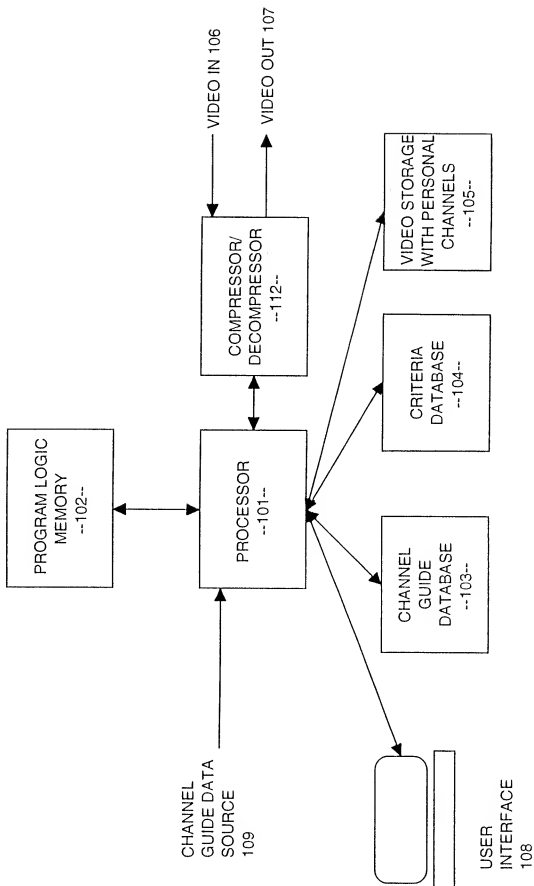 PROGRAM LOGIC
MEMORY
--102--
CHANNEL
GUIDE DATA
SOURCE
109
PROCESSOR
--101--
COMPRESSOR/
DECOMPRESSOR
--112--
VIDEO IN 106
VIDEO OUT 107
USER
INTERFACE
108
CHANNEL
GUIDE
DATABASE
--103--
CRITERIA
DATABASE
--104--
VIDEO STORAGE
WITH PERSONAL
CHANNELS
--105--